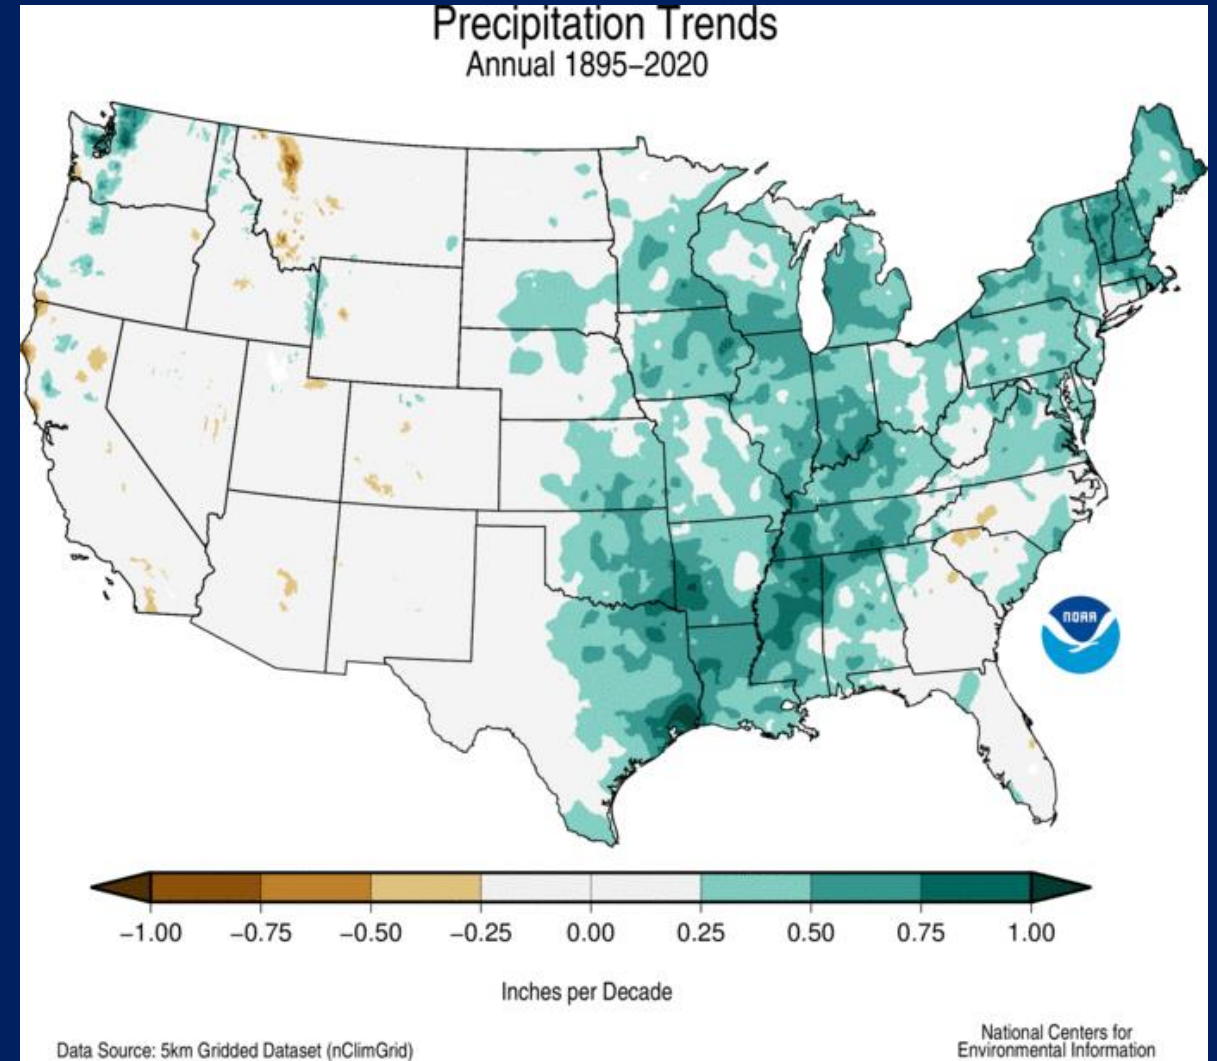 Precipitation Trends
Annual 1895–2020
NOAA
−1.00 −0.75 −0.50 −0.25 0.00 0.25 0.50 0.75 1.00
Inches per Decade
Data Source: 5km Gridded Dataset (nClimGrid)
National Centers for
Environmental Information